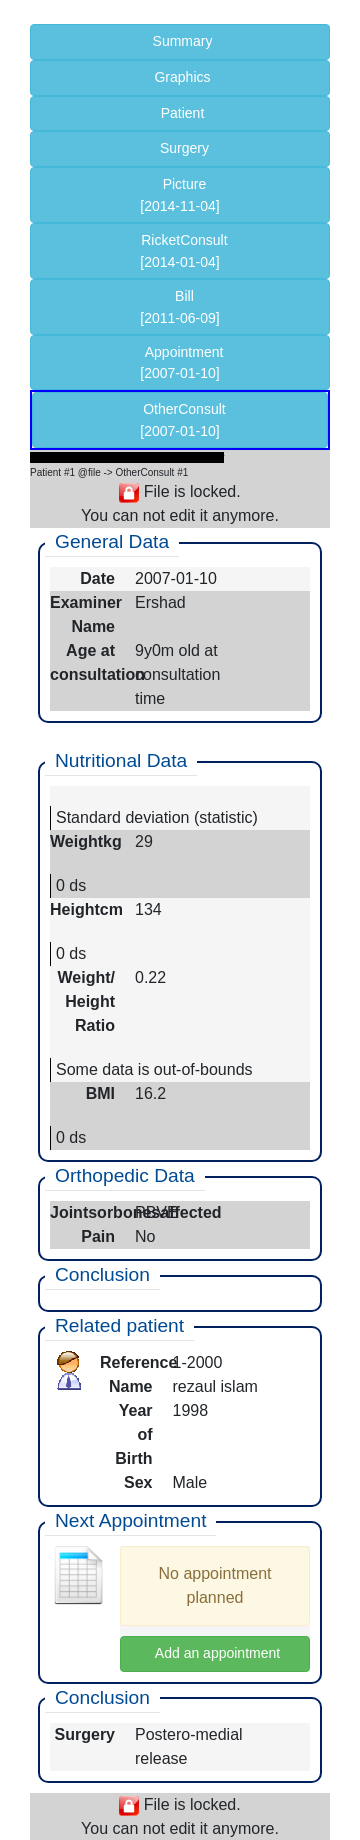 Summary
Graphics
Patient
Surgery
Picture
[2014-11-04]
RicketConsult
[2014-01-04]
Bill
[2011-06-09]
Appointment
[2007-01-10]
OtherConsult
[2007-01-10]
Patient #1 @file -> OtherConsult #1
File is locked.
You can not edit it anymore.
General Data
Date 2007-01-10
Examiner Ershad
Name
Age at 9y0m old at
consultation consultation
time
Nutritional Data
Standard deviation (statistic)
Weightkg 29
0 ds
Heightcm 134
0 ds
Weight/ 0.22
Height
Ratio
Some data is out-of-bounds
BMI 16.2
0 ds
Orthopedic Data
Jointsorbonesaffected
Pain No
Conclusion
Related patient
Reference 1-2000
Name rezaul islam
Year 1998
of
Birth
Sex Male
Next Appointment
No appointment
planned
Add an appointment
Conclusion
Surgery Postero-medial
release
File is locked.
You can not edit it anymore.